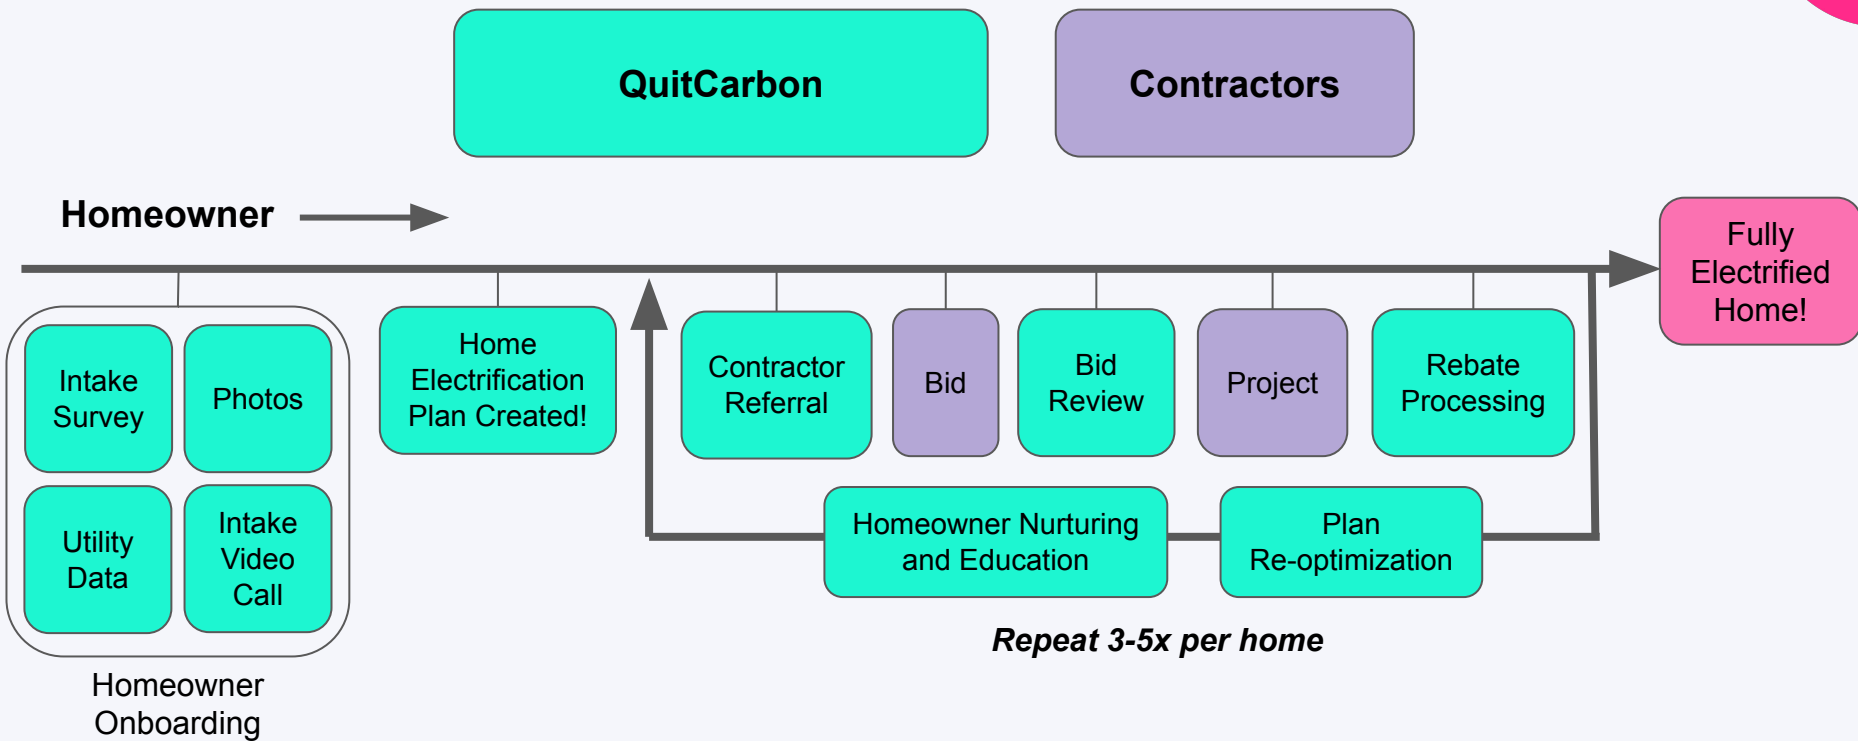 QuitCarbon
Contractors
Homeowner
Fully
Electrified
Home!
Intake
Survey
Photos
Utility
Data
Intake
Video
Call
Homeowner
Onboarding
Home
Electrification
Plan Created!
Contractor
Referral
Bid
Bid
Review
Project
Rebate
Processing
Homeowner Nurturing
and Education
Plan
Re-optimization
Repeat 3-5x per home